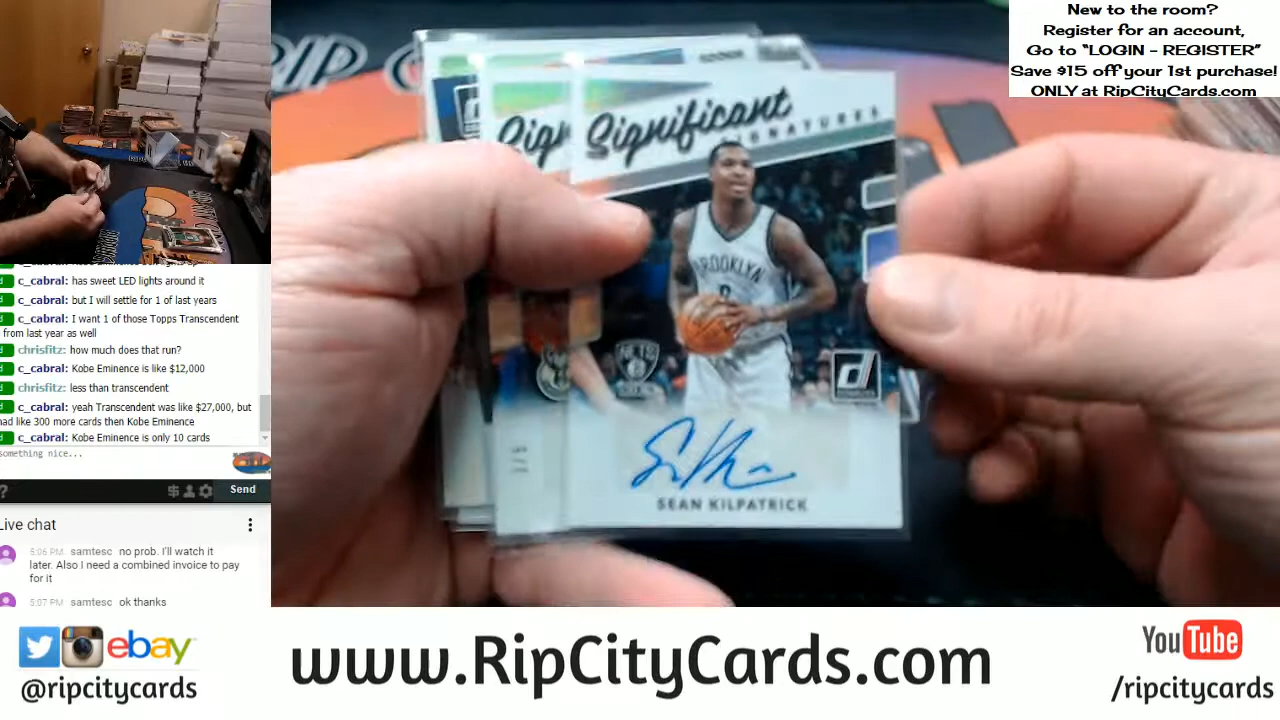 New to the room?
Register for an account,
Go to “LOGIN - REGISTER”
Save $15 off your 1st purchase!
ONLY at RipCityCards.com
RIP C
Sign
Significant
SIGNATURES
BROOKLYN
NETS
SEAN KILPATRICK
c_cabral: has sweet LED lights around it
c_cabral: but I will settle for 1 of last years
c_cabral: I want 1 of those Topps Transcendent
from last year as well
chrisfitz: how much does that run?
c_cabral: Kobe Eminence is like $12,000
chrisfitz: less than transcendent
c_cabral: yeah Transcendent was like $27,000, but
had like 300 more cards then Kobe Eminence
c_cabral: Kobe Eminence is only 10 cards
something nice...
? $ Send
Live chat
5:06 PM samtesc no prob. I'll watch it
later. Also I need a combined invoice to pay
for it
5:07 PM samtesc ok thanks
ebay
@ripcitycards
www.RipCityCards.com
YouTube
/ripcitycards